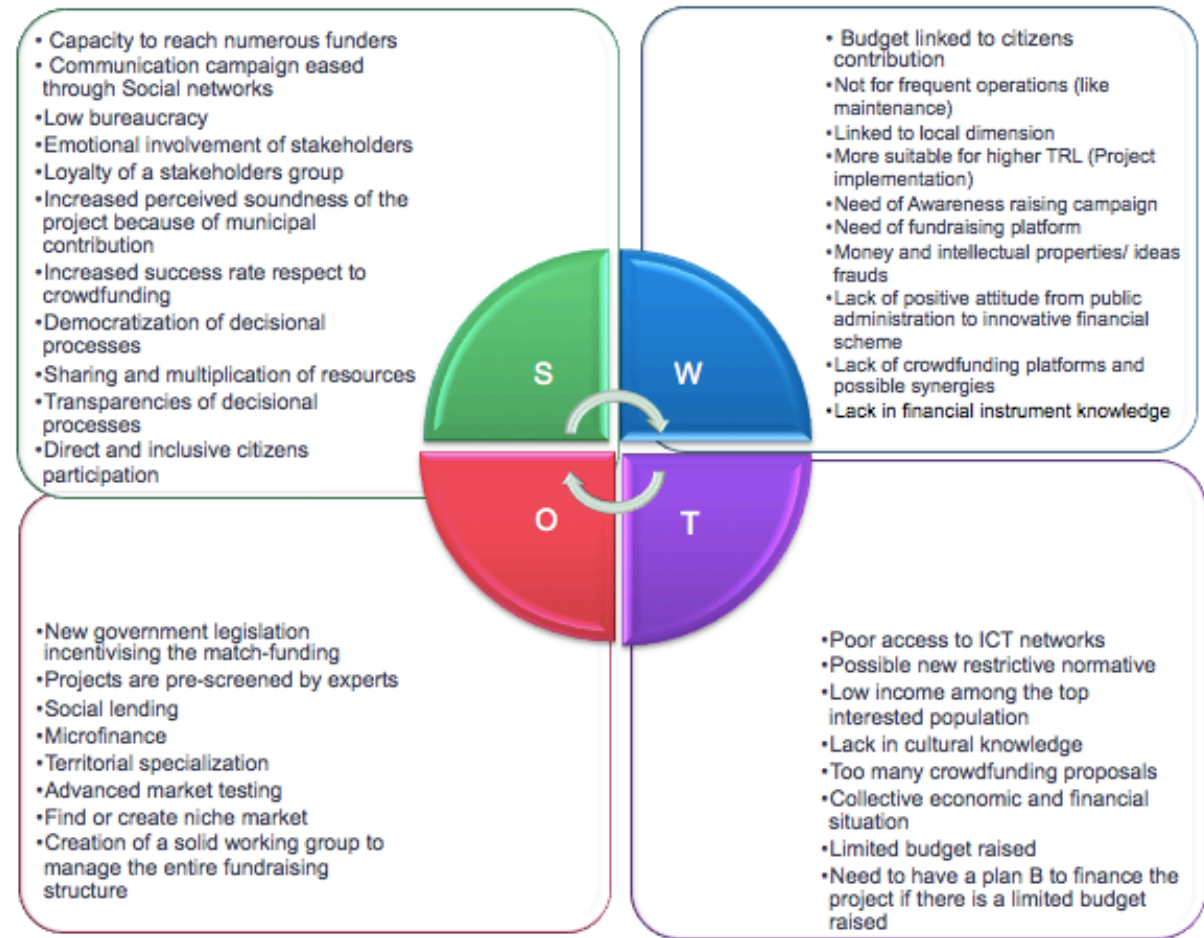 • Capacity to reach numerous funders
• Communication campaign eased
through Social networks
•Low bureaucracy
•Emotional involvement of stakeholders
•Loyalty of a stakeholders group
•Increased perceived soundness of the
project because of municipal
contribution
•Increased success rate respect to
crowdfunding
•Democratization of decisional
processes
•Sharing and multiplication of resources
•Transparencies of decisional
processes
•Direct and inclusive citizens
participation
• Budget linked to citizens
contribution
•Not for frequent operations (like
maintenance)
•Linked to local dimension
•More suitable for higher TRL (Project
implementation)
•Need of Awareness raising campaign
•Need of fundraising platform
•Money and intellectual properties/ ideas
frauds
•Lack of positive attitude from public
administration to innovative financial
scheme
•Lack of crowdfunding platforms and
possible synergies
•Lack in financial instrument knowledge
S
W
O
T
•New government legislation
incentivising the match-funding
•Projects are pre-screened by experts
•Social lending
•Microfinance
•Territorial specialization
•Advanced market testing
•Find or create niche market
•Creation of a solid working group to
manage the entire fundraising
structure
•Poor access to ICT networks
•Possible new restrictive normative
•Low income among the top
interested population
•Lack in cultural knowledge
•Too many crowdfunding proposals
•Collective economic and financial
situation
•Limited budget raised
•Need to have a plan B to finance the
project if there is a limited budget
raised